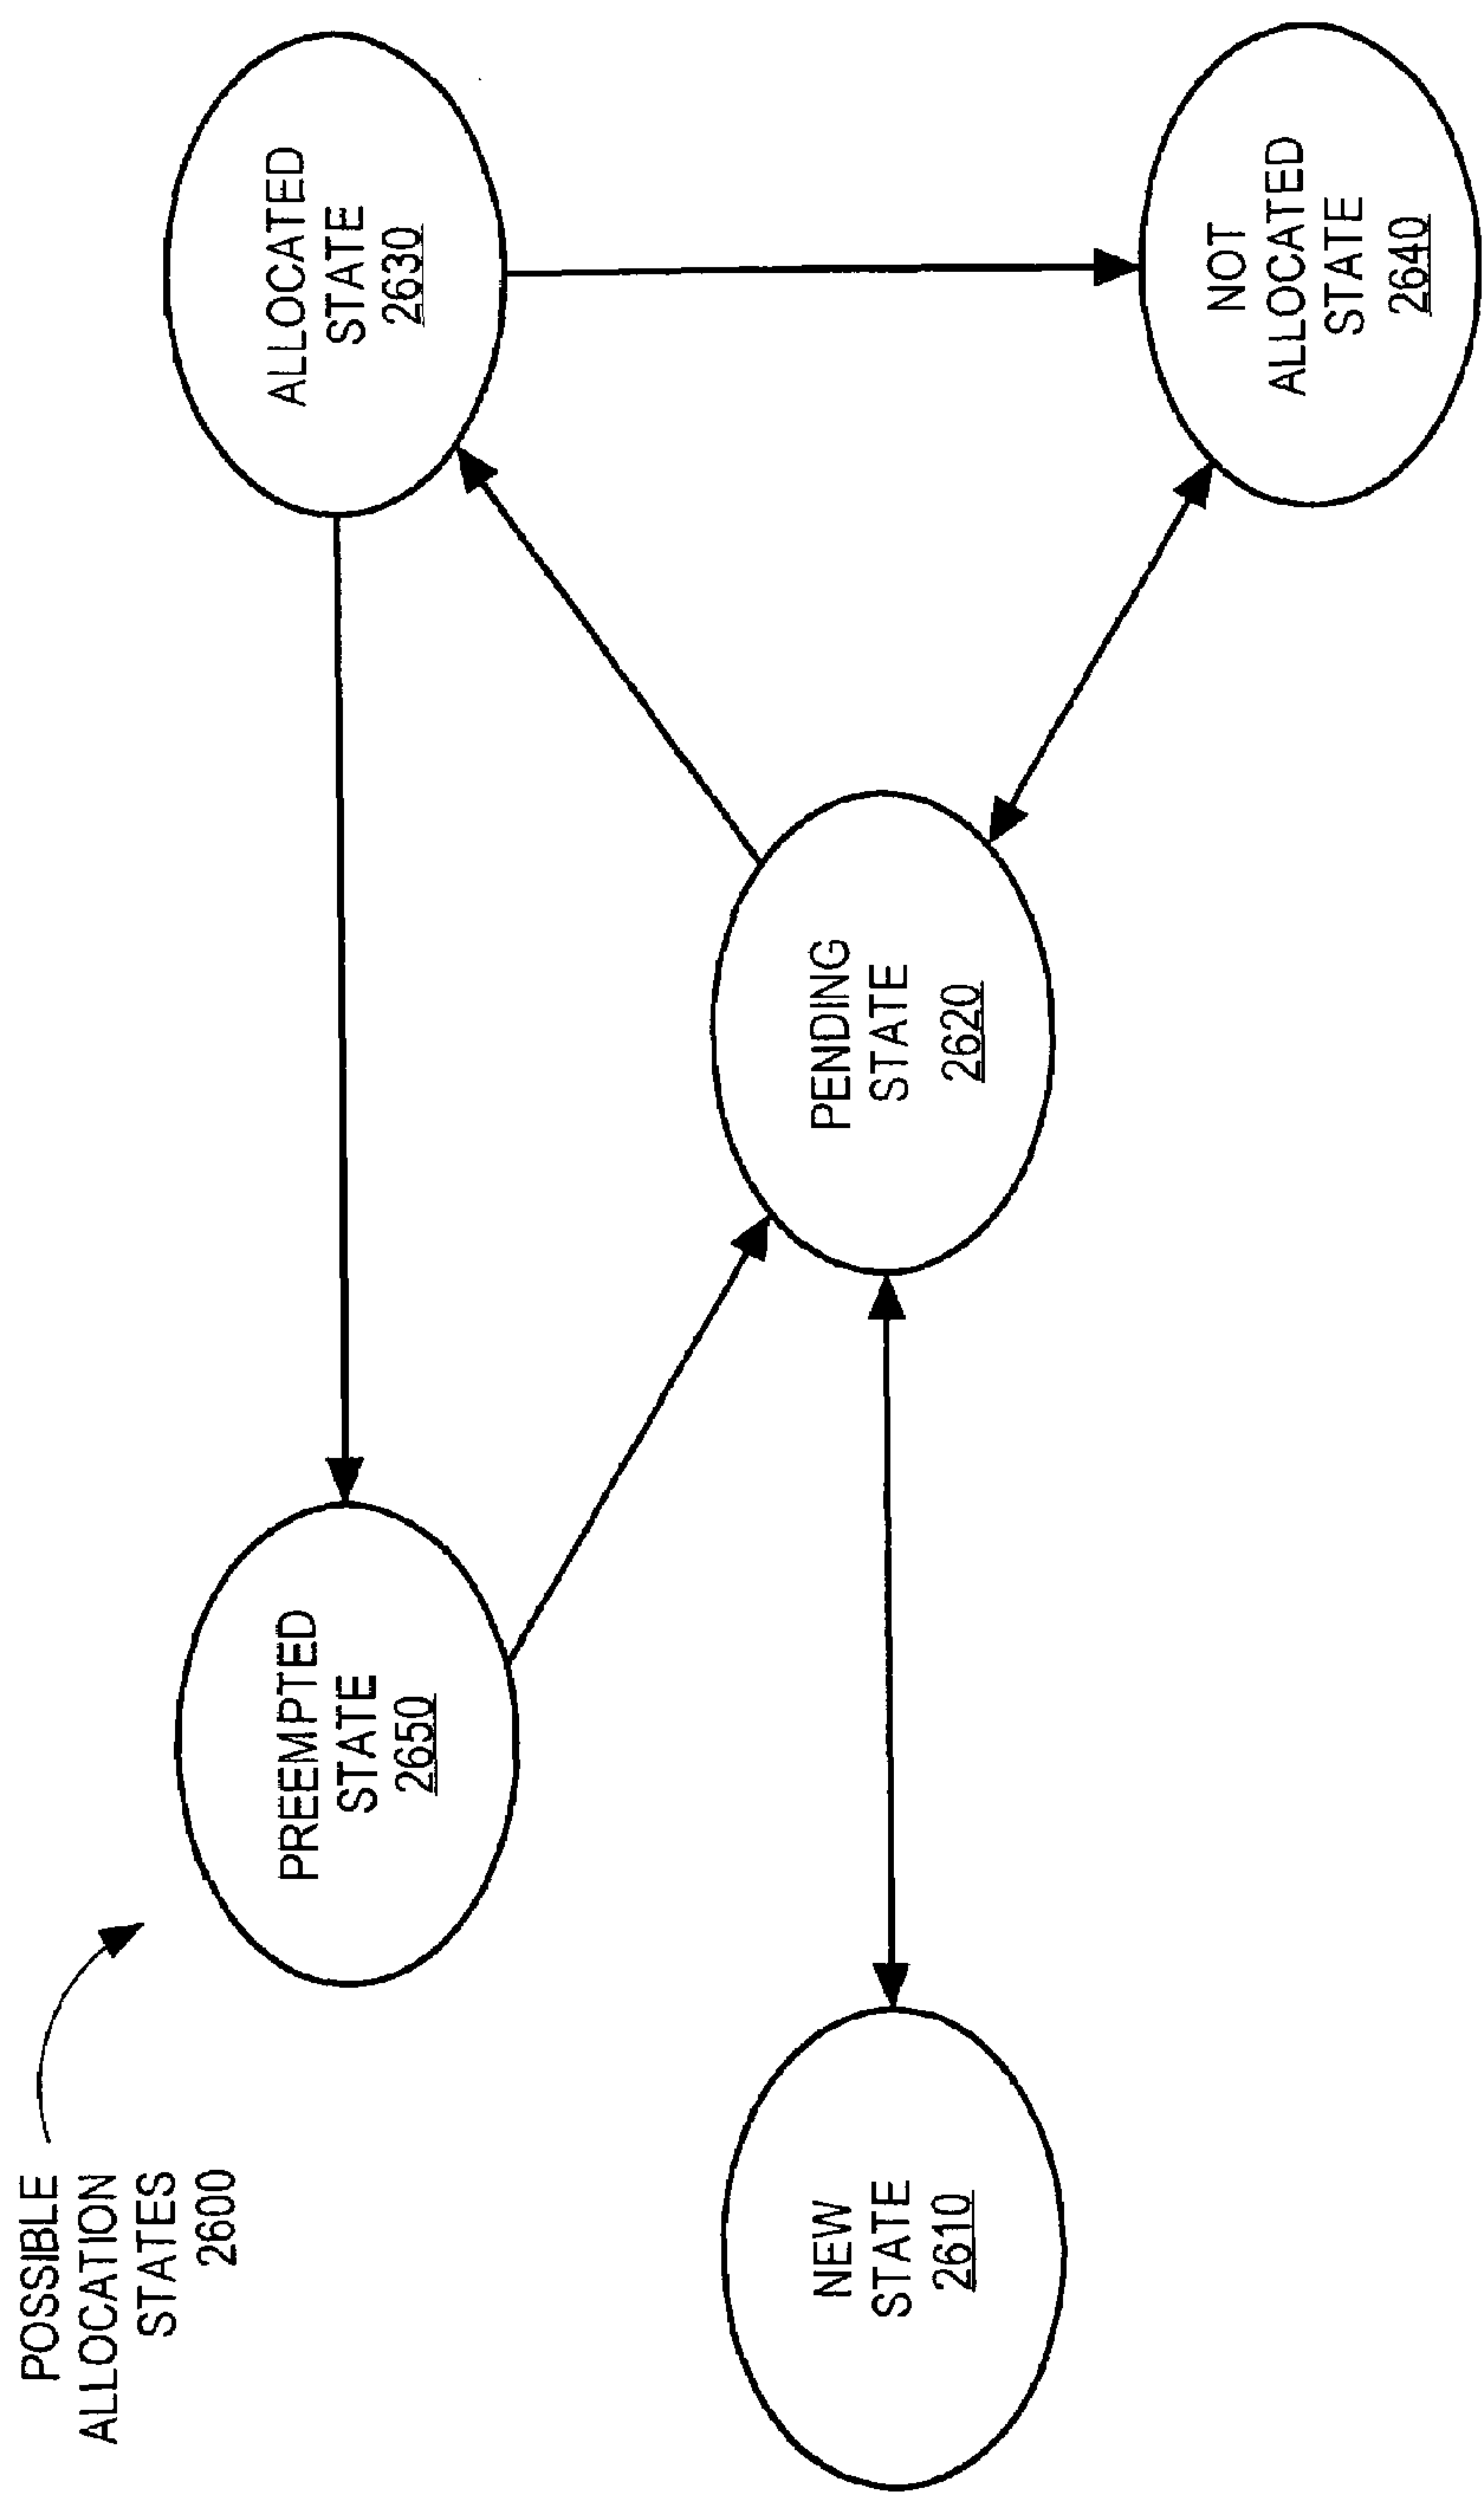 POSSIBLE
ALLOCATION
STATES
2600
PREEMPTED
STATE
2650
ALLOCATED
STATE
2630
NEW
STATE
2610
PENDING
STATE
2620
NOT
ALLOCATED
STATE
2640